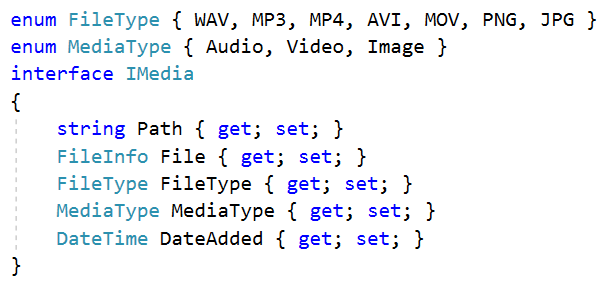 enum FileType { WAV, MP3, MP4, AVI, MOV, PNG, JPG }
enum MediaType { Audio, Video, Image }
interface IMedia
{
    string Path { get; set; }
    FileInfo File { get; set; }
    FileType FileType { get; set; }
    MediaType MediaType { get; set; }
    DateTime DateAdded { get; set; }
}